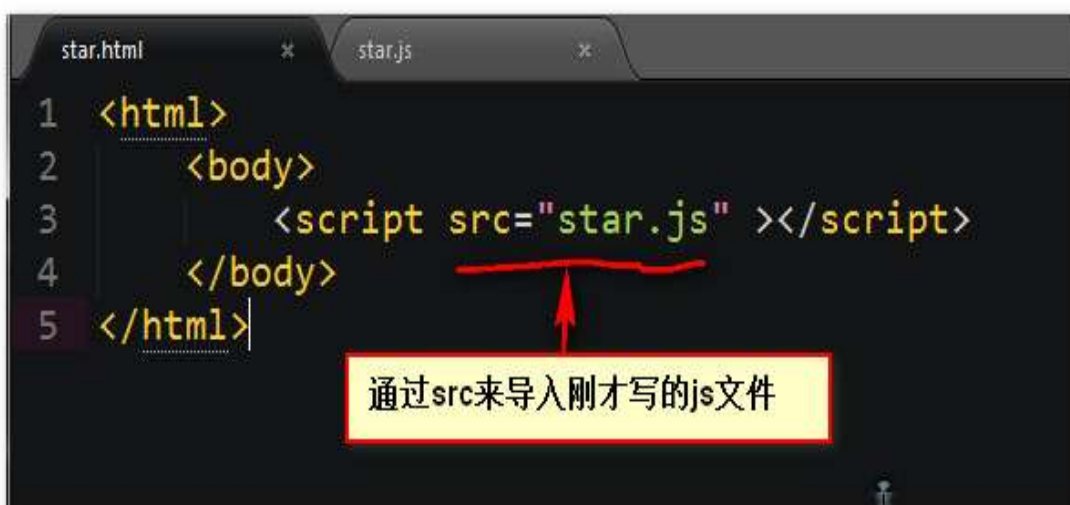 star.html × star.js ×
1 <html>
2 <body>
3 <script src="star.js" ></script>
4 </body>
5 </html>
通过src来导入刚才写的js文件